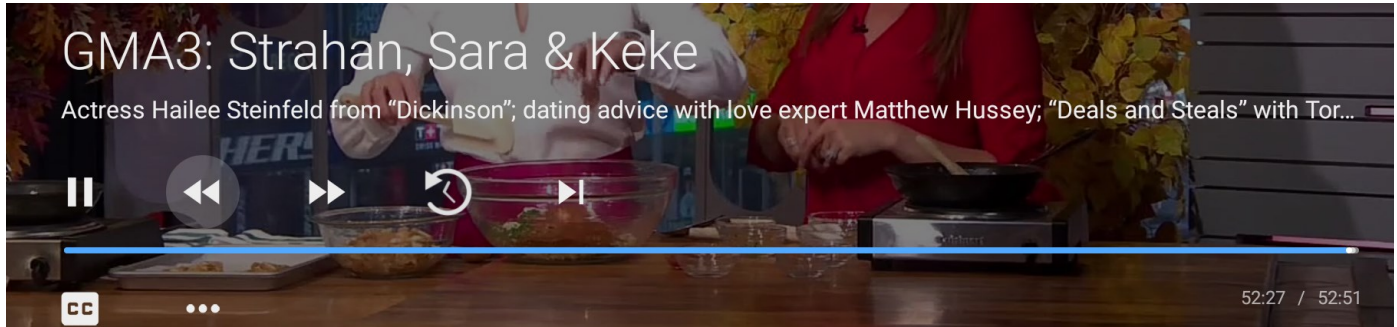 GMA3: Strahan, Sara & Keke
Actress Hailee Steinfeld from “Dickinson”; dating advice with love expert Matthew Hussey; “Deals and Steals” with Tor...
HERS
CC
52:27 / 52:51